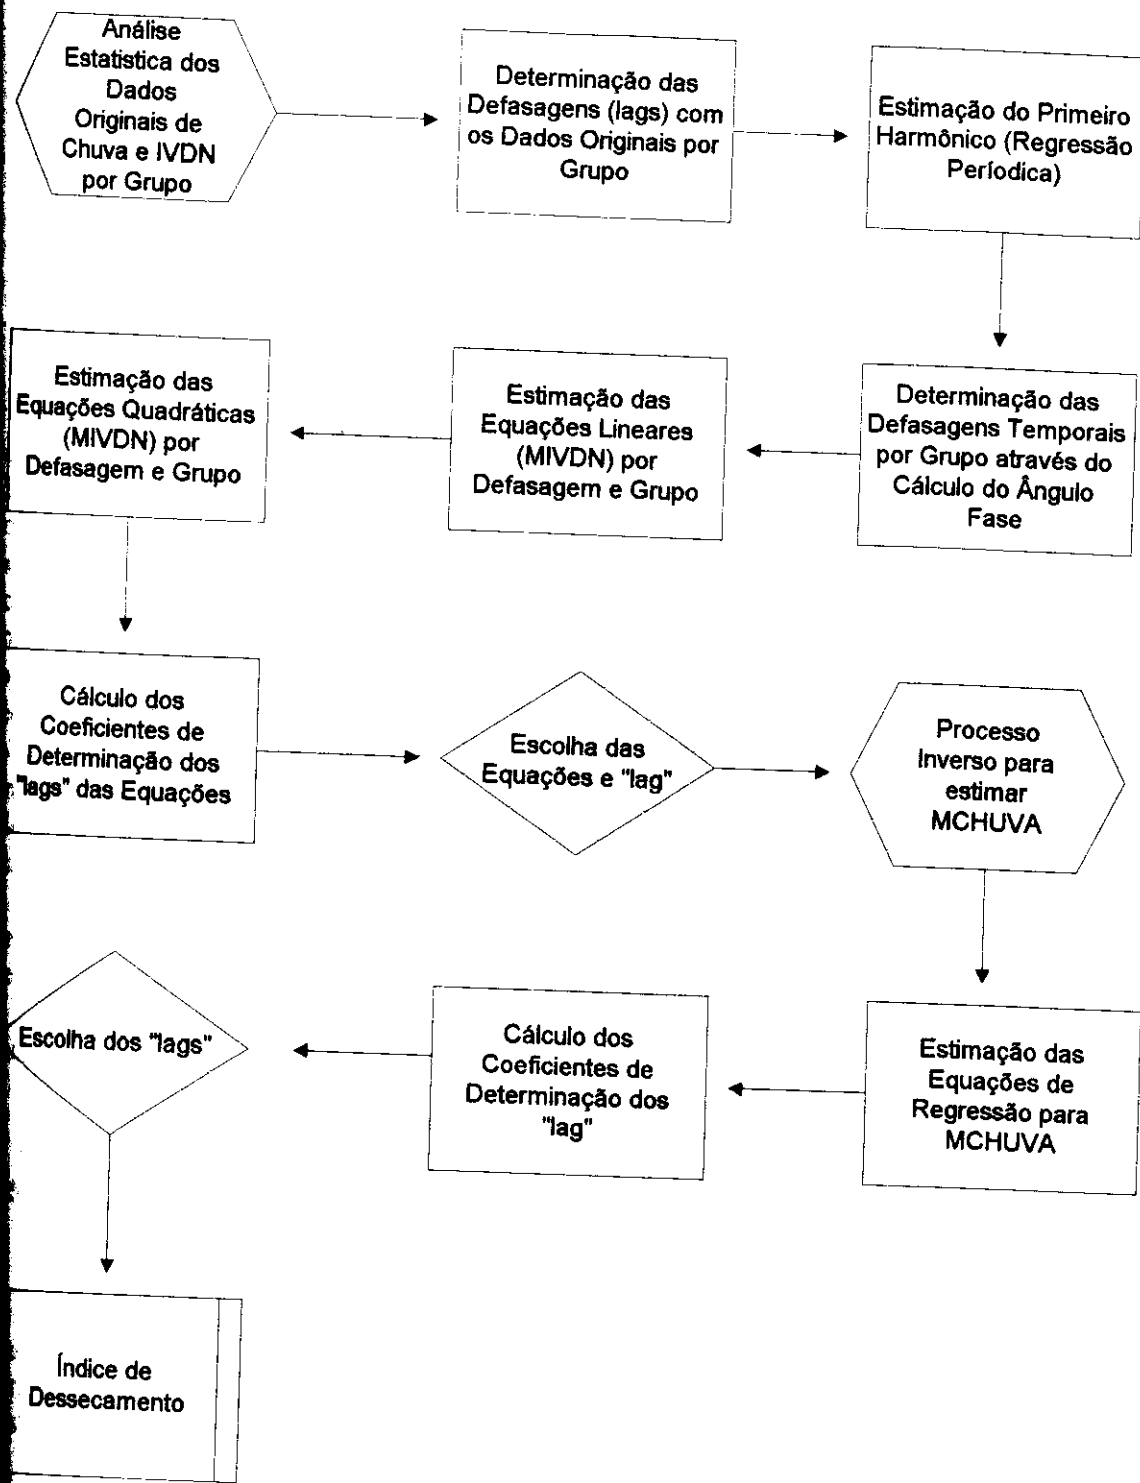 Análise
Estatistica dos
Dados
Originais de
Chuva e IVDN
por Grupo
Determinação das
Defasagens (lags) com
os Dados Originais por
Grupo
Estimação do Primeiro
Harmônico (Regressão
Períodica)
Determinação das
Defasagens Temporais
por Grupo através do
Cálculo do Ângulo
Fase
Estimação das
Equações Lineares
(MIVDN) por
Defasagem e Grupo
Estimação das
Equações Quadráticas
(MIVDN) por
Defasagem e Grupo
Cálculo dos
Coeficientes de
Determinação dos
"lags" das Equações
Escolha das
Equações e "lag"
Processo
Inverso para
estimar
MCHUVA
Estimação das
Equações de
Regressão para
MCHUVA
Cálculo dos
Coeficientes de
Determinação dos
"lag"
Escolha dos "lags"
Índice de
Dessecamento